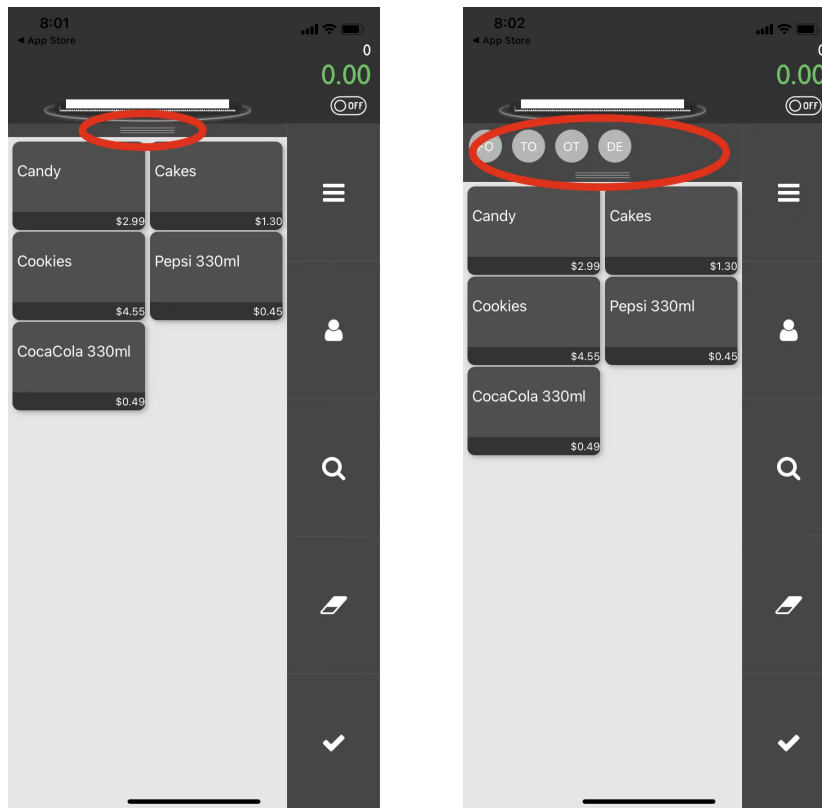 8:01
◀ App Store
0
0.00
OFF
Candy
Cakes
$2.99
$1.30
Cookies
Pepsi 330ml
$4.55
$0.45
CocaCola 330ml
$0.49
8:02
◀ App Store
0
0.00
OFF
FO
TO
OT
DE
Candy
Cakes
$2.99
$1.30
Cookies
Pepsi 330ml
$4.55
$0.45
CocaCola 330ml
$0.49